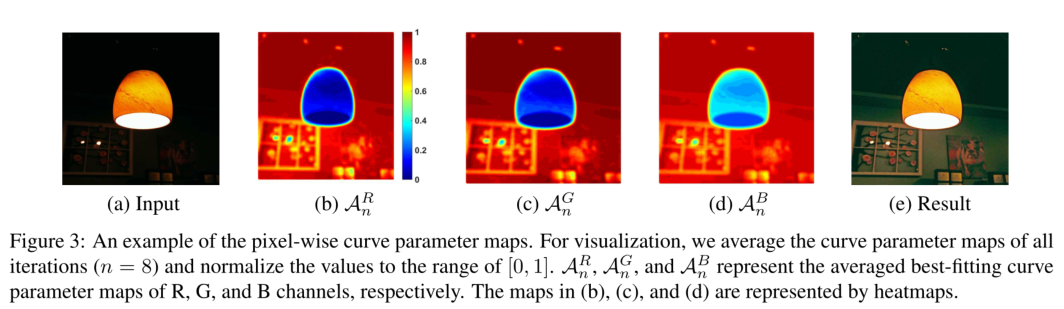 1
0.8
0.6
0.4
0.2
0
(a) Input (b) $\mathcal{A}_n^R$ (c) $\mathcal{A}_n^G$ (d) $\mathcal{A}_n^B$ (e) Result
Figure 3: An example of the pixel-wise curve parameter maps. For visualization, we average the curve parameter maps of all
iterations ($n = 8$) and normalize the values to the range of $[0, 1]$. $\mathcal{A}_n^R$, $\mathcal{A}_n^G$, and $\mathcal{A}_n^B$ represent the averaged best-fitting curve
parameter maps of R, G, and B channels, respectively. The maps in (b), (c), and (d) are represented by heatmaps.